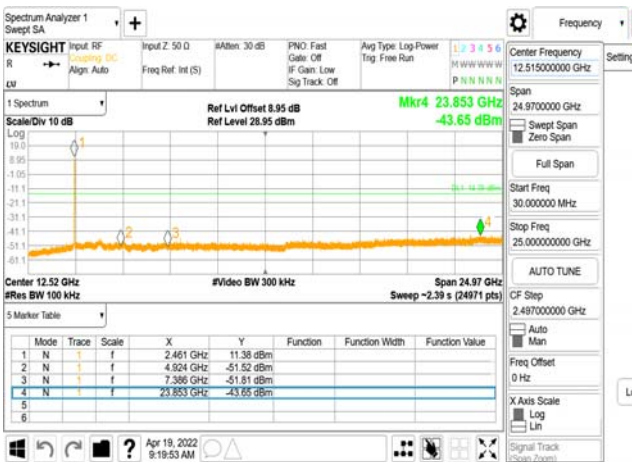 Spectrum Analyzer 1
Swept SA
Frequency
KEYSIGHT
R
Input: RF
Coupling: DC
Align: Auto
Input Z: 50 Ω
Freq Ref: Int (S)
#Atten: 30 dB
PNO: Fast
Gate: Off
IF Gain: Low
Sig Track: Off
Avg Type: Log-Power
Trig: Free Run
1 2 3 4 5 6
M W W W W W
P N N N N N
1 Spectrum
Scale/Div 10 dB
Ref Lvl Offset 8.95 dB
Ref Level 28.95 dBm
Mkr4 23.853 GHz
-43.65 dBm
Log
19.0
8.95
-1.05
-11.1
-21.1
-31.1
-41.1
-51.1
-61.1
1
2
3
4
Center 12.52 GHz
#Res BW 100 kHz
#Video BW 300 kHz
Span 24.97 GHz
Sweep ~2.39 s (24971 pts)
5 Marker Table
Mode Trace Scale X Y Function Function Width Function Value
1 N 1 f 2.461 GHz 11.38 dBm
2 N 1 f 4.924 GHz -51.52 dBm
3 N 1 f 7.386 GHz -51.81 dBm
4 N 1 f 23.853 GHz -43.65 dBm
5
6
Apr 19, 2022
9:19:53 AM
Center Frequency
12.515000000 GHz
Span
24.9700000 GHz
Swept Span
Zero Span
Full Span
Start Freq
30.000000 MHz
Stop Freq
25.000000000 GHz
AUTO TUNE
CF Step
2.497000000 GHz
Auto
Man
Freq Offset
0 Hz
X Axis Scale
Log
Lin
Signal Track
(Span Zoom)